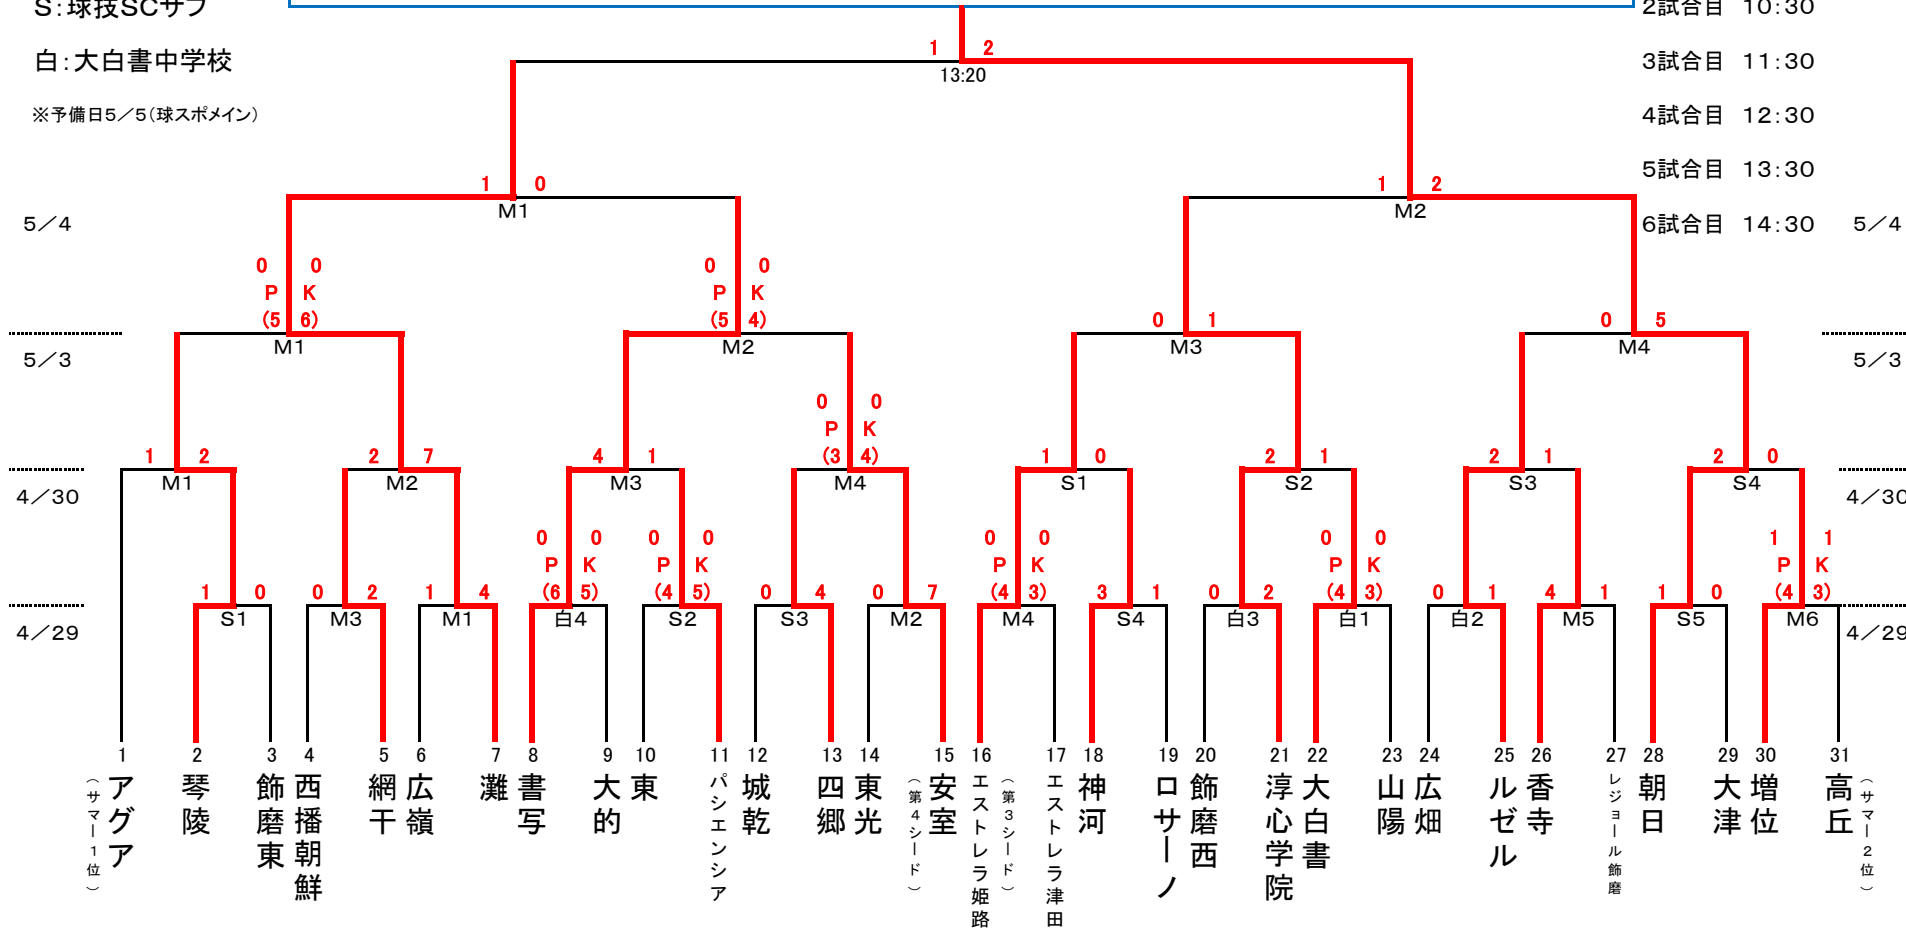 S：球技SCサブ
2試合目 10：30
1 2
白：大白書中学校
3試合目 11：30
13:20
※予備日5／5（球スポメイン）
4試合目 12：30
5試合目 13：30
1 0
1 2
M1
M2
5／4
6試合目 14：30
5／4
0 0
0 0
P K
P K
(5 6)
(5 4)
0 1
0 5
M1
M2
M3
M4
5／3
5／3
0 0
P K
1 2
2 7
4 1
(3 4)
1 0
2 1
2 1
2 0
M1
M2
M3
M4
S1
S2
S3
S4
4／30
4／30
0 0
0 0
0 0
0 0
1 1
P K
P K
P K
P K
P K
1 0
0 2
1 4
(6 5)
(4 5)
0 4
0 7
(4 3)
3 1
0 2
(4 3)
0 1
4 1
1 0
(4 3)
S1
M3
M1
白4
S2
S3
M2
M4
S4
白3
白1
白2
M5
S5
M6
4／29
4／29
1 2 3 4 5 6 7 8 9 10 11 12 13 14 15 16 17 18 19 20 21 22 23 24 25 26 27 28 29 30 31
（サマー1位）
アグア
琴陵
飾磨東
西播朝鮮
網干
広嶺
灘
書写
大的
東
パシエンシア
城乾
四郷
東光
（第4シード）
安室
エストレラ姫路
（第3シード）
エストレラ津田
神河
ロサーノ
飾磨西
淳心学院
大白書
山陽
広畑
ルゼル
香寺
レジョール飾磨
朝日
大津
増位
高丘
（サマー2位）